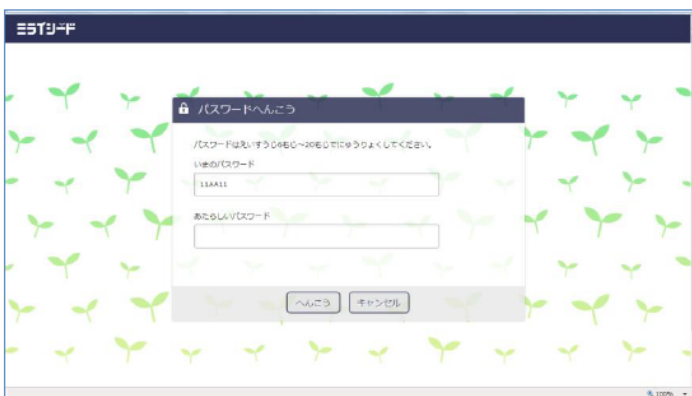 ミライシード
パスワードへんこう
パスワードはえいすうじ6もじ～20もじでにゅうりょくしてください。
いまのパスワード
11AA11
あたらしいパスワード
へんこう キャンセル
100%